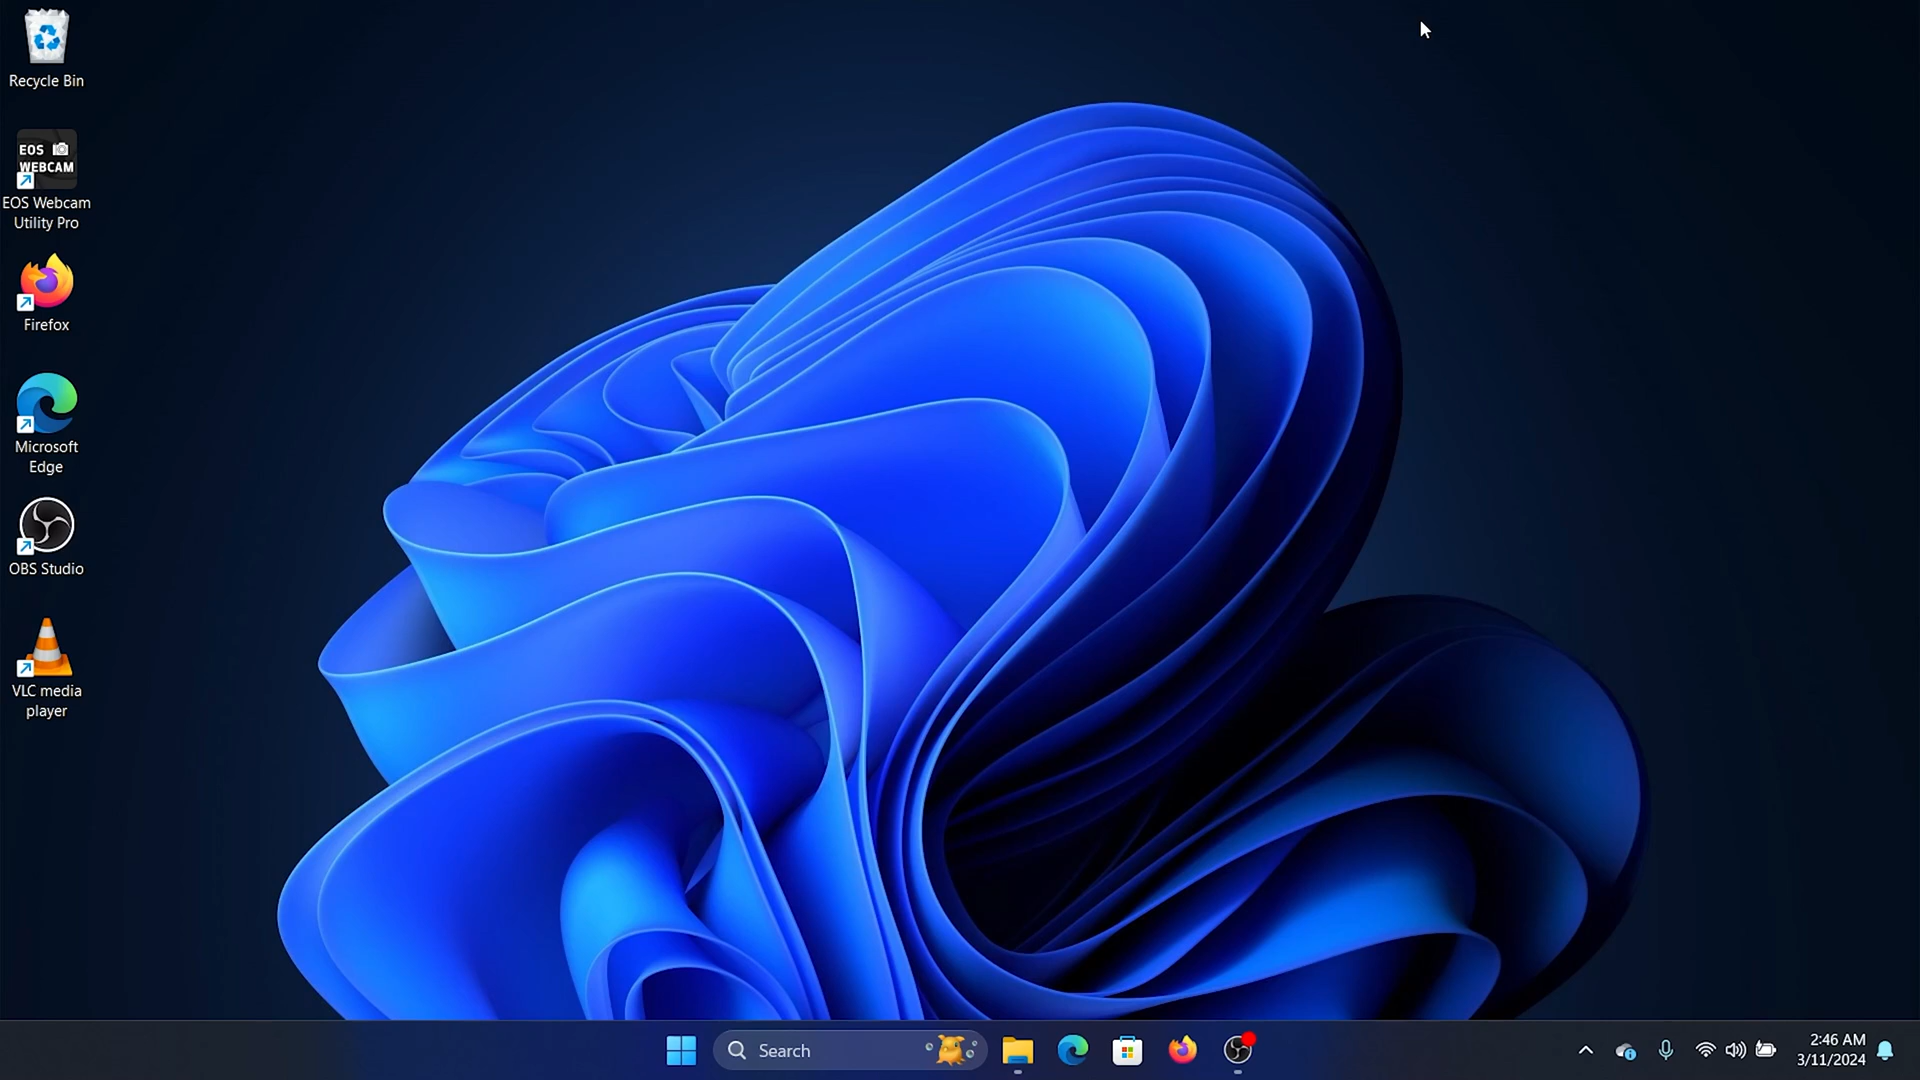 Recycle Bin
EOS
WEBCAM
EOS Webcam
Utility Pro
Firefox
Microsoft
Edge
OBS Studio
VLC media
player
Search
2:46 AM
3/11/2024